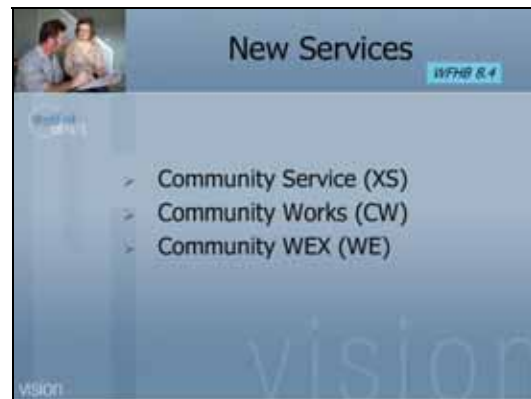 New Services
WFHB 8.4
Community Service (XS)
Community Works (CW)
Community WEX (WE)
vision
vision